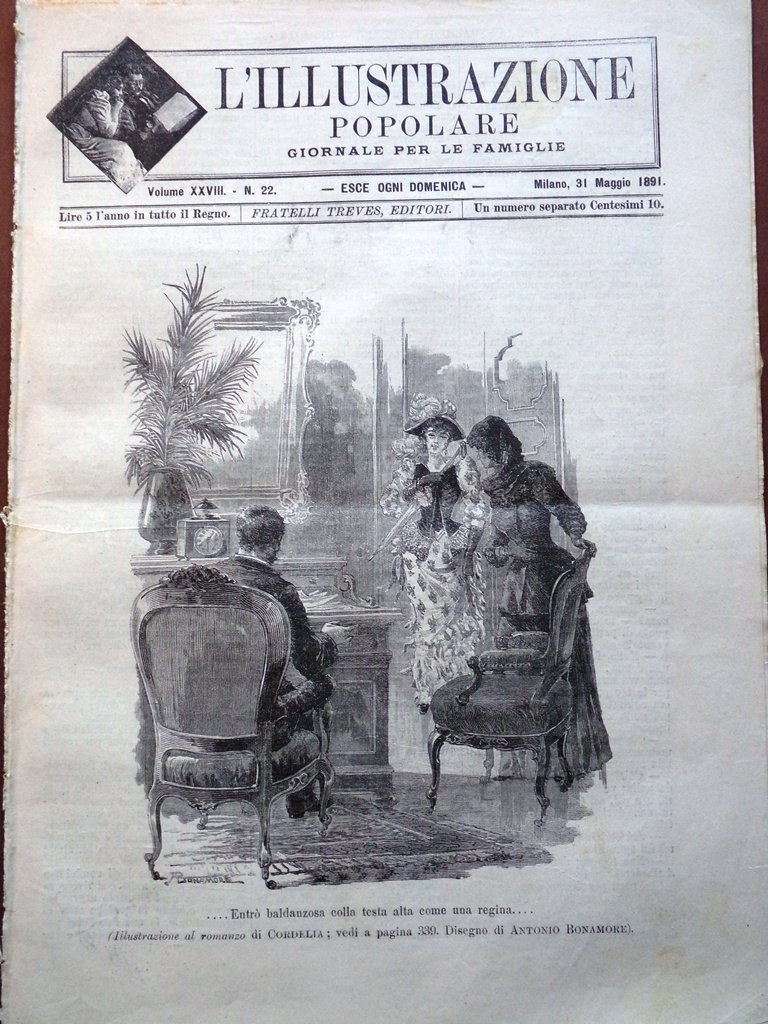 L'ILLUSTRAZIONE
POPOLARE
GIORNALE PER LE FAMIGLIE
Volume XXVIII. - N. 22. — ESCE OGNI DOMENICA — Milano, 31 Maggio 1891.
Lire 5 l'anno in tutto il Regno. FRATELLI TREVES, EDITORI. Un numero separato Centesimi 10.
A BONAMORE
....Entrò baldanzosa colla testa alta come una regina....
(Illustrazione al romanzo di CORDELIA; vedi a pagina 339. Disegno di ANTONIO BONAMORE).